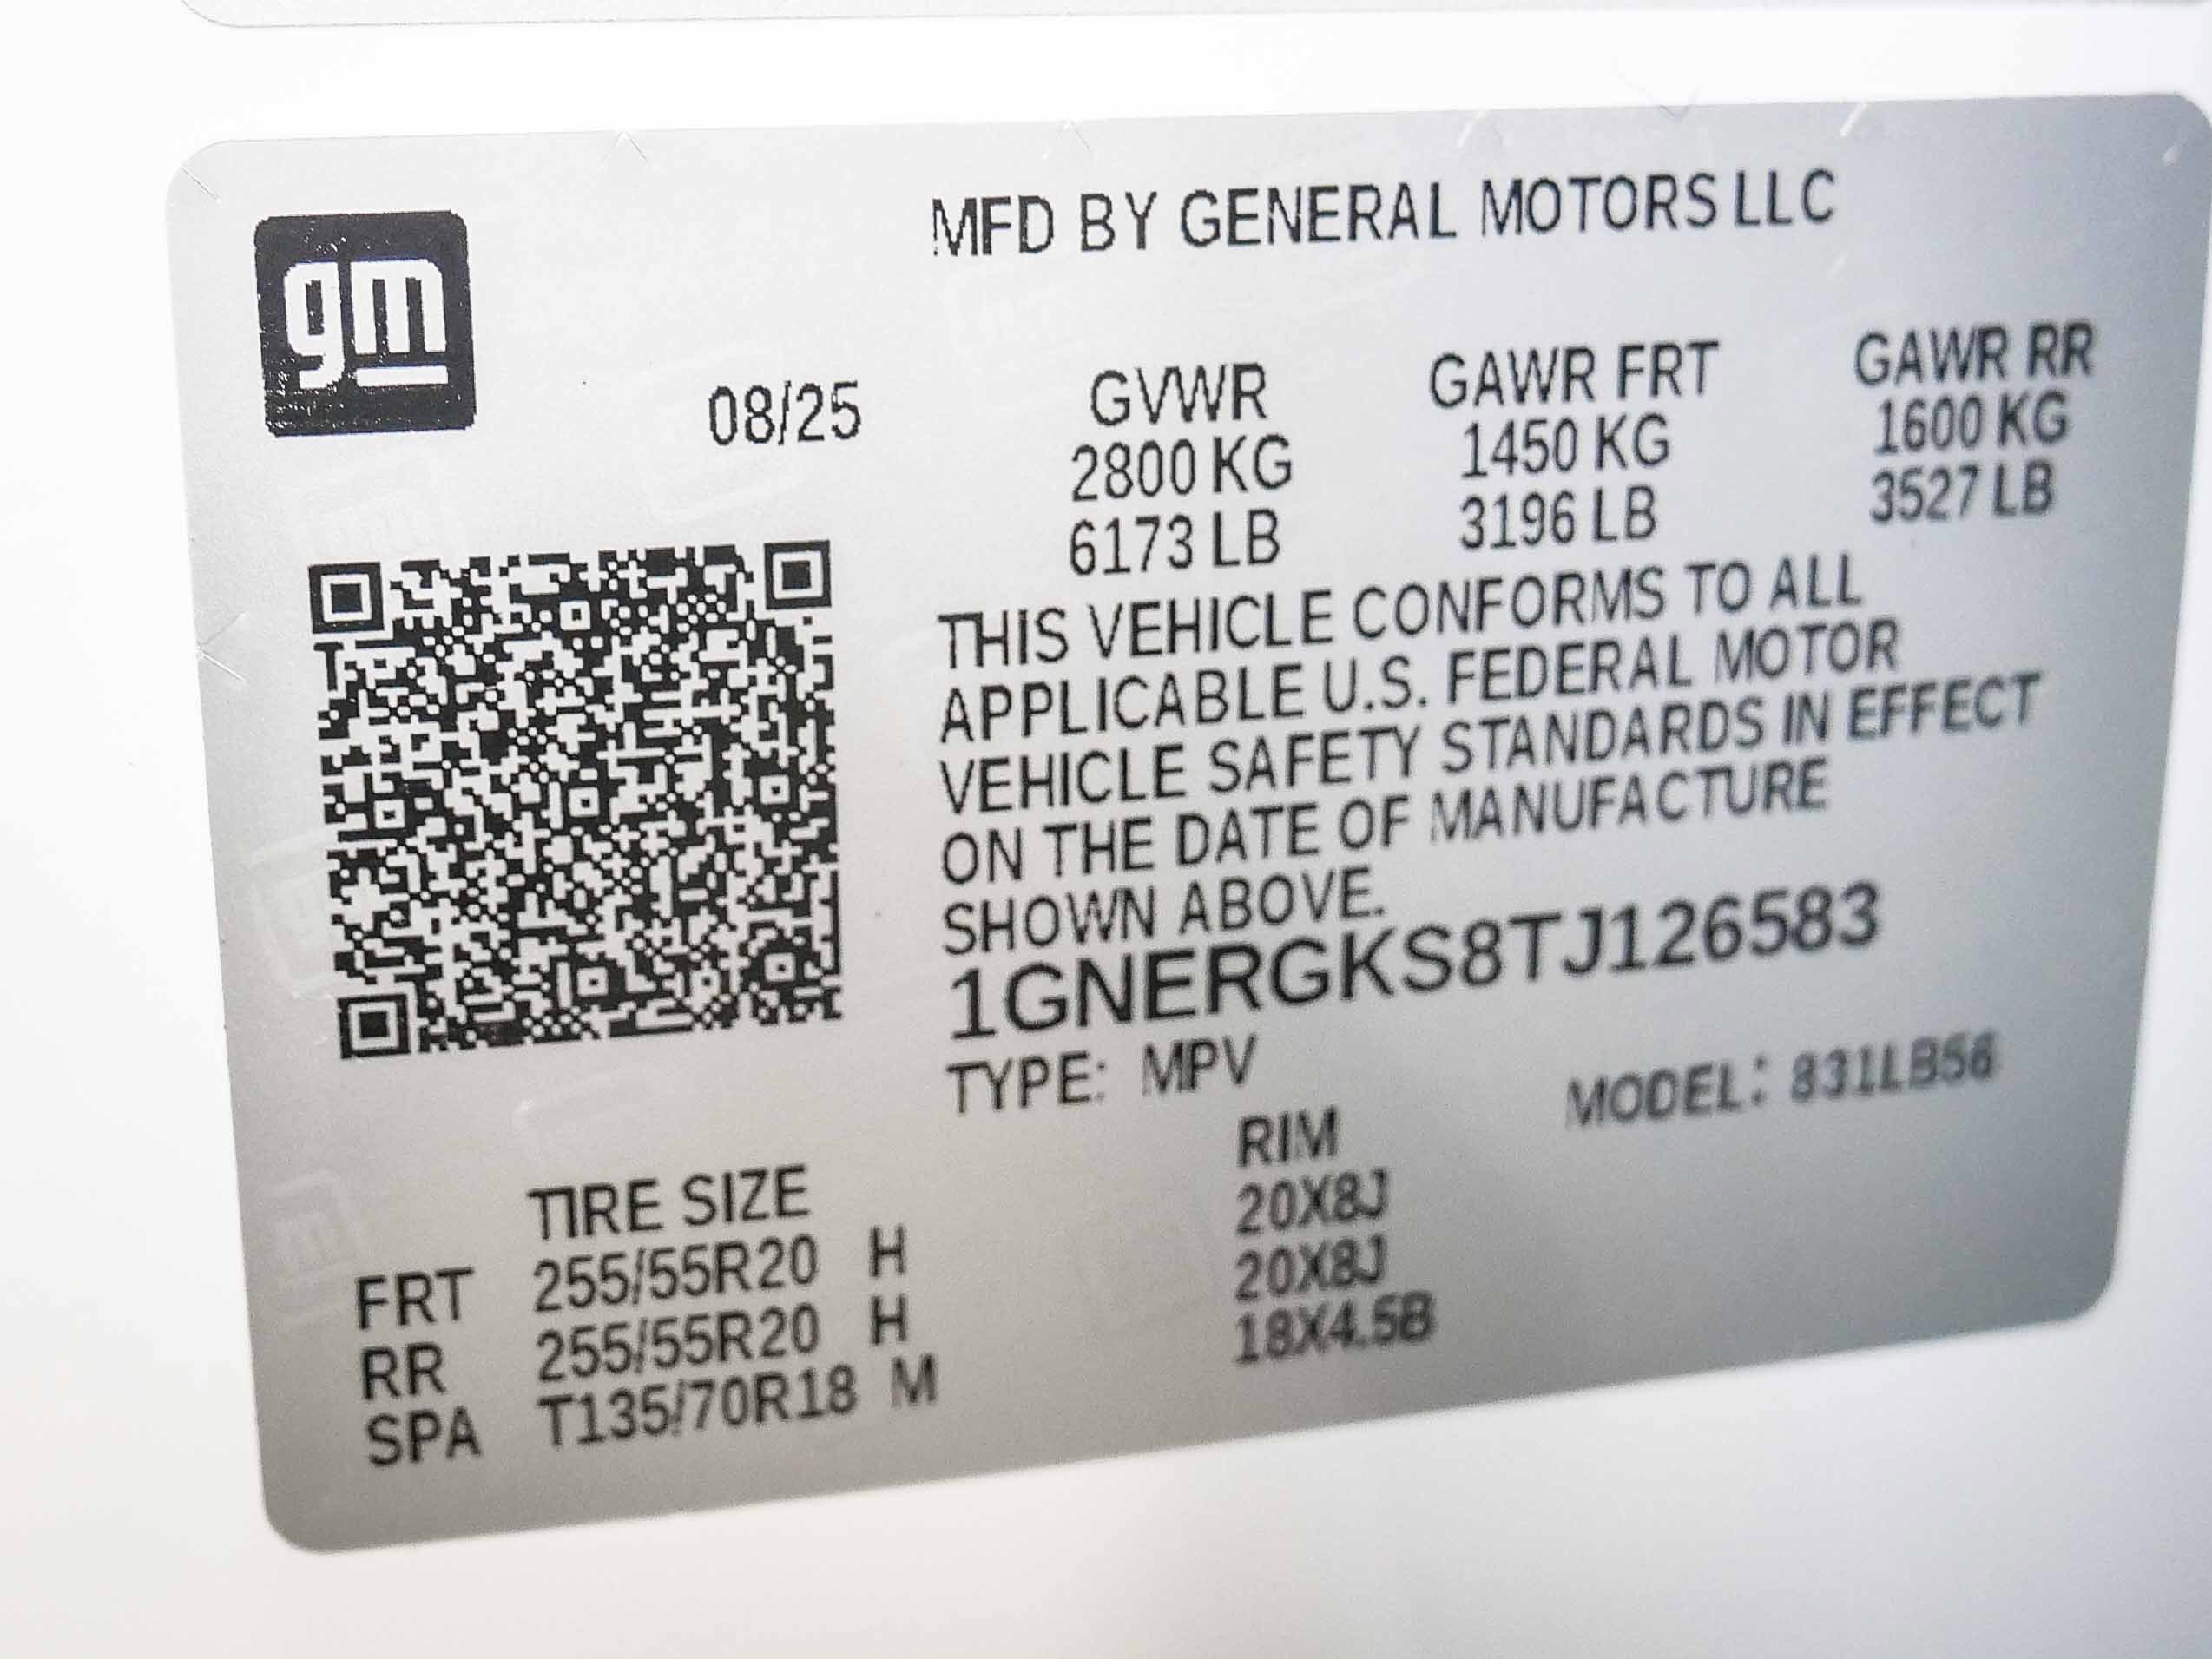 gm
MFD BY GENERAL MOTORS LLC
08/25
GVWR GAWR FRT GAWR RR
2800 KG 1450 KG 1600 KG
6173 LB 3196 LB 3527 LB
THIS VEHICLE CONFORMS TO ALL
APPLICABLE U.S. FEDERAL MOTOR
VEHICLE SAFETY STANDARDS IN EFFECT
ON THE DATE OF MANUFACTURE
SHOWN ABOVE.
1GNERGKS8TJ126583
TYPE: MPV MODEL: 831LB56
TIRE SIZE RIM
FRT 255/55R20 H 20X8J
RR 255/55R20 H 20X8J
SPA T135/70R18 M 18X4.5B